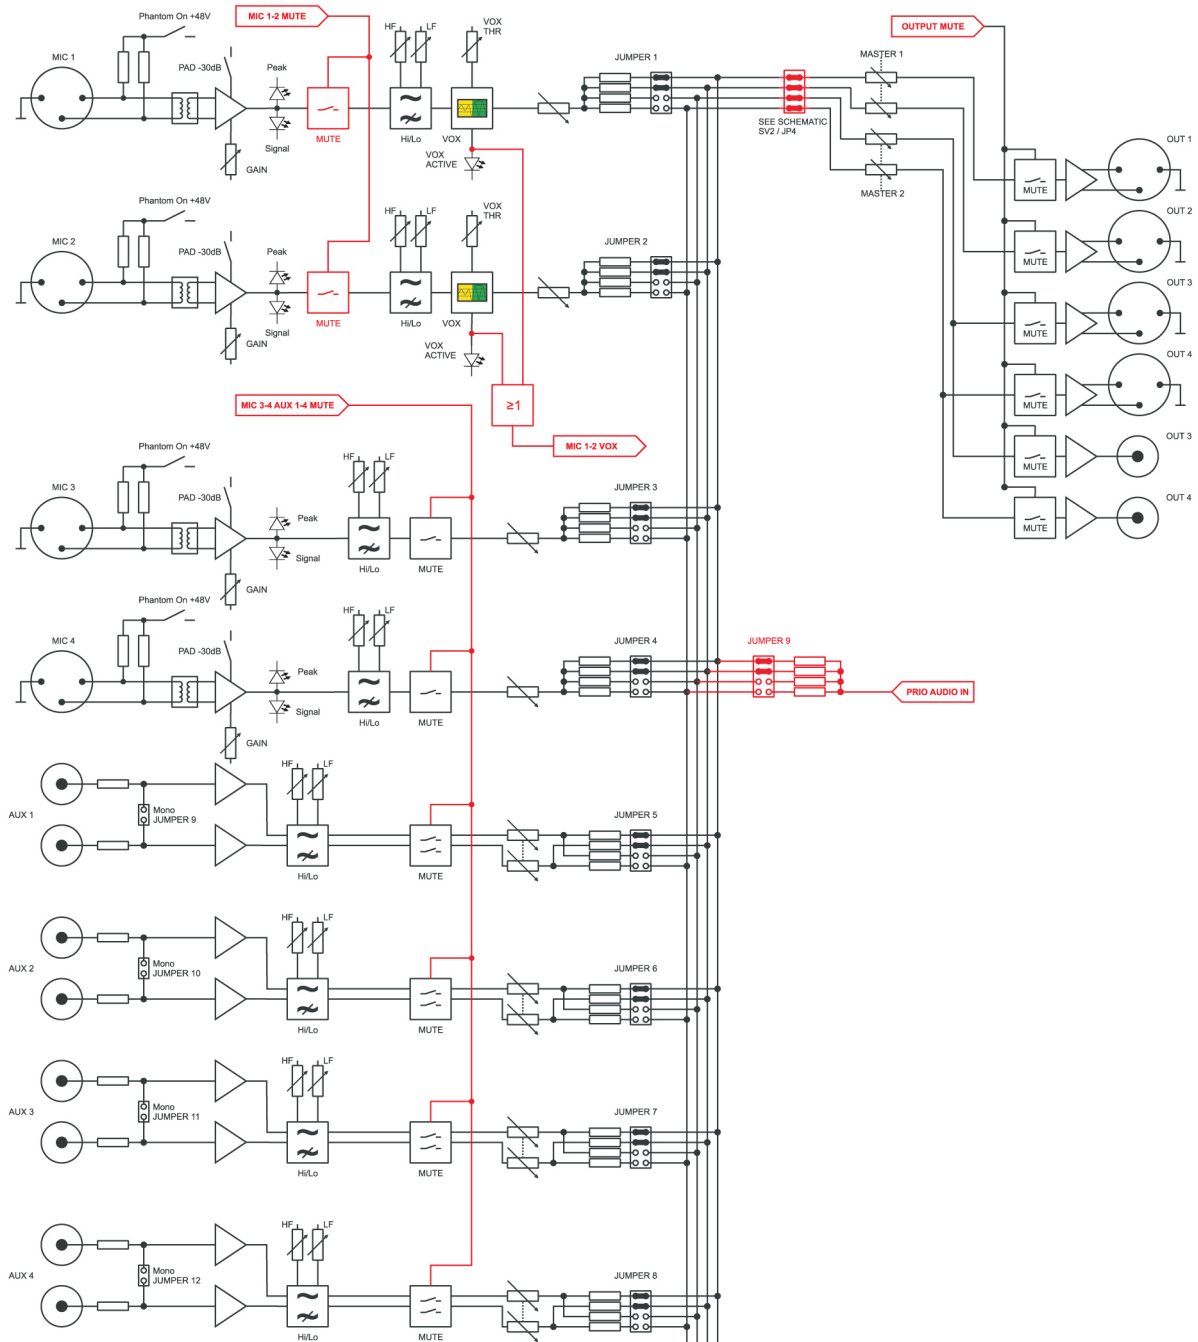 Phantom On +48V
MIC 1-2 MUTE
HF
LF
VOX
THR
OUTPUT MUTE
MIC 1
PAD -30dB
Peak
JUMPER 1
MASTER 1
MUTE
Signal
GAIN
Hi/Lo
VOX
VOX
ACTIVE
SEE SCHEMATIC
SV2 / JP4
MASTER 2
OUT 1
MUTE
Phantom On +48V
HF
LF
VOX
THR
OUT 2
MUTE
MIC 2
PAD -30dB
Peak
JUMPER 2
MUTE
Signal
GAIN
Hi/Lo
VOX
VOX
ACTIVE
OUT 3
MUTE
OUT 4
MUTE
≥1
MIC 3-4 AUX 1-4 MUTE
MIC 1-2 VOX
OUT 3
MUTE
Phantom On +48V
HF
LF
MIC 3
PAD -30dB
Peak
JUMPER 3
OUT 4
MUTE
Signal
GAIN
Hi/Lo
MUTE
Phantom On +48V
HF
LF
MIC 4
PAD -30dB
Peak
JUMPER 4
JUMPER 9
PRIO AUDIO IN
Signal
GAIN
Hi/Lo
MUTE
HF
LF
AUX 1
Mono
JUMPER 9
JUMPER 5
Hi/Lo
MUTE
HF
LF
AUX 2
Mono
JUMPER 10
JUMPER 6
Hi/Lo
MUTE
HF
LF
AUX 3
Mono
JUMPER 11
JUMPER 7
Hi/Lo
MUTE
HF
LF
AUX 4
Mono
JUMPER 12
JUMPER 8
Hi/Lo
MUTE